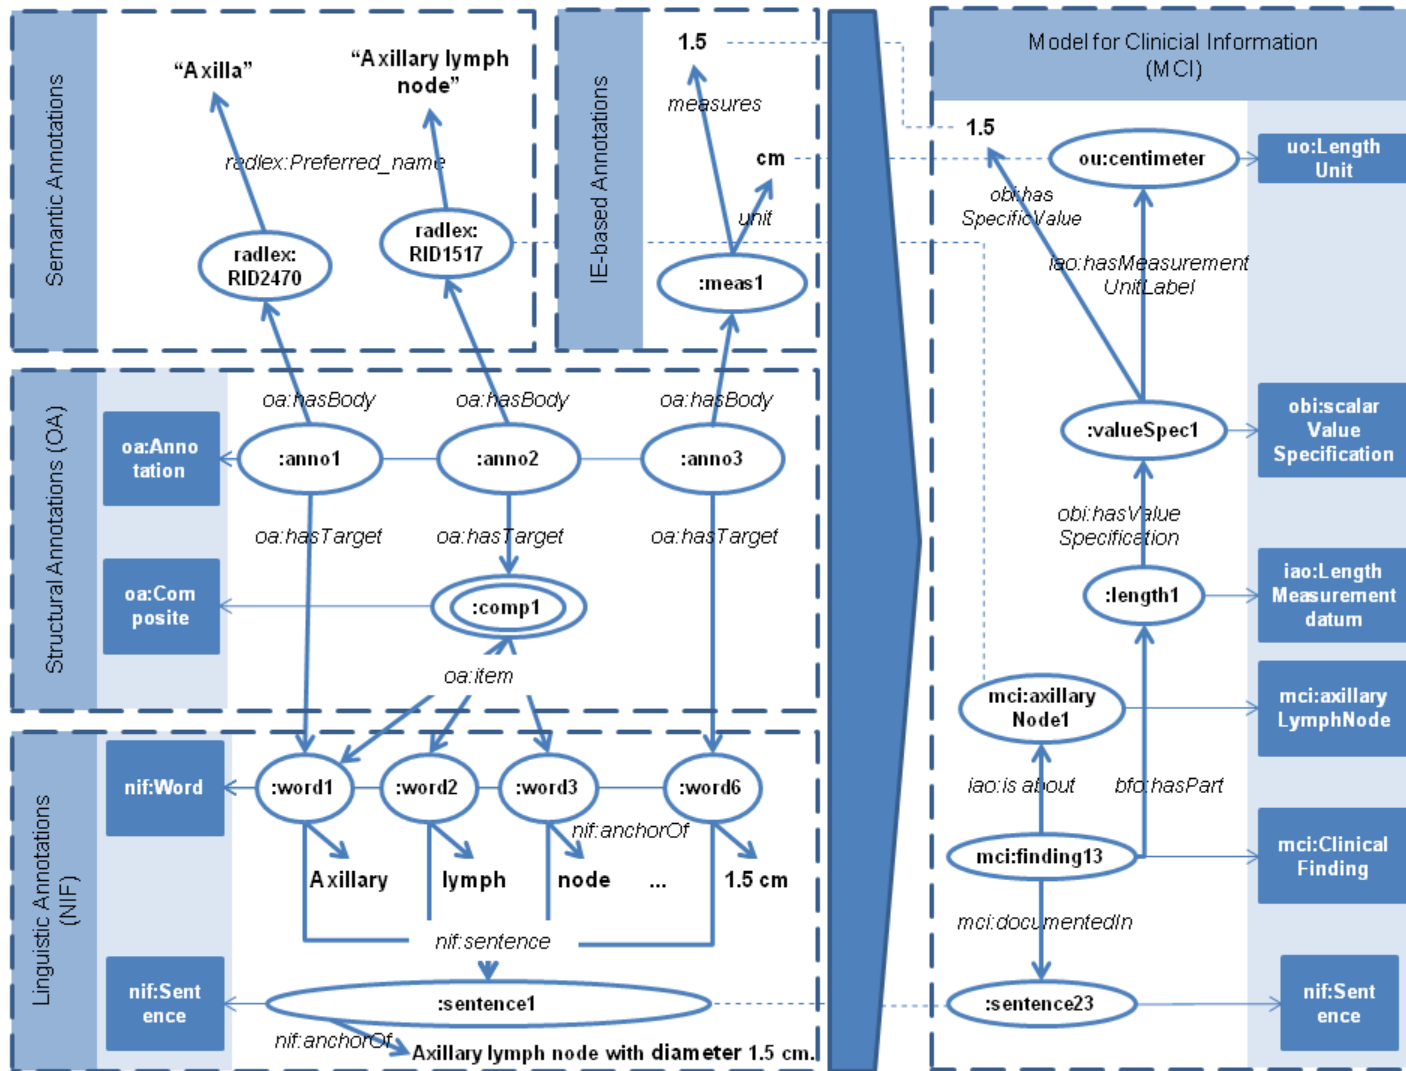 Semantic Annotations
"Axilla"
"Axillary lymph
node"
radlex:Preferred_name
radlex:
RID2470
radlex:
RID1517
IE-based Annotations
1.5
measures
cm
unit
:meas1
Structural Annotations (OA)
oa:hasBody
oa:hasBody
oa:hasBody
oa:Anno
tation
:anno1
:anno2
:anno3
oa:hasTarget
oa:hasTarget
oa:hasTarget
oa:Com
posite
:comp1
oa:item
Linguistic Annotations
(NIF)
nif:Word
:word1
:word2
:word3
:word6
nif:anchorOf
Axillary
lymph
node
...
1.5 cm
nif:sentence
nif:Sent
ence
:sentence1
nif:anchorOf
Axillary lymph node with diameter 1.5 cm.
Model for Clinicial Information
(MCI)
1.5
ou:centimeter
uo:Length
Unit
obi:has
SpecificValue
iao:hasMeasurement
UnitLabel
:valueSpec1
obi:scalar
Value
Specification
obi:hasValue
Specification
:length1
iao:Length
Measurement
datum
mci:axillary
Node1
mci:axillary
LymphNode
iao:is about
bfo:hasPart
mci:finding13
mci:Clinical
Finding
mci:documentedIn
:sentence23
nif:Sent
ence